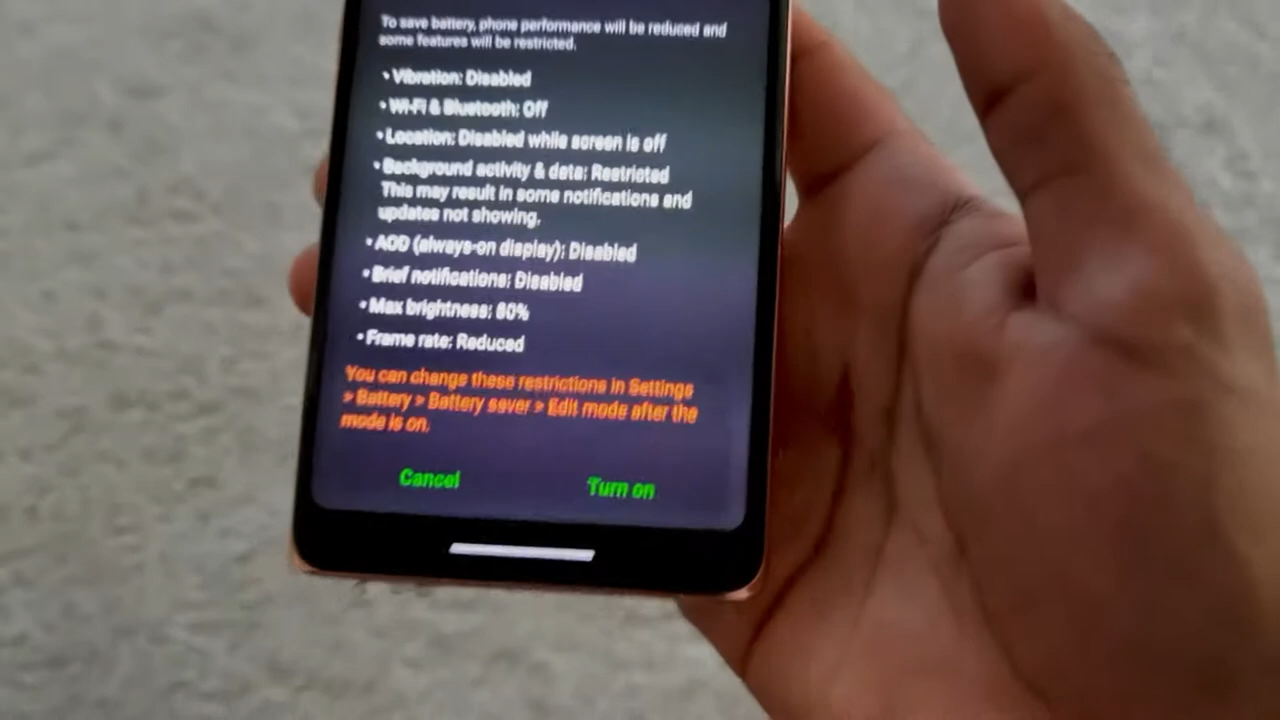 To save battery, phone performance will be reduced and
some features will be restricted.
• Vibration: Disabled
• Wi-Fi & Bluetooth: Off
• Location: Disabled while screen is off
• Background activity & data: Restricted
This may result in some notifications and
updates not showing.
• AOD (always-on display): Disabled
• Brief notifications: Disabled
• Max brightness: 60%
• Frame rate: Reduced
You can change these restrictions in Settings
> Battery > Battery saver > Edit mode after the
mode is on.
Cancel
Turn on